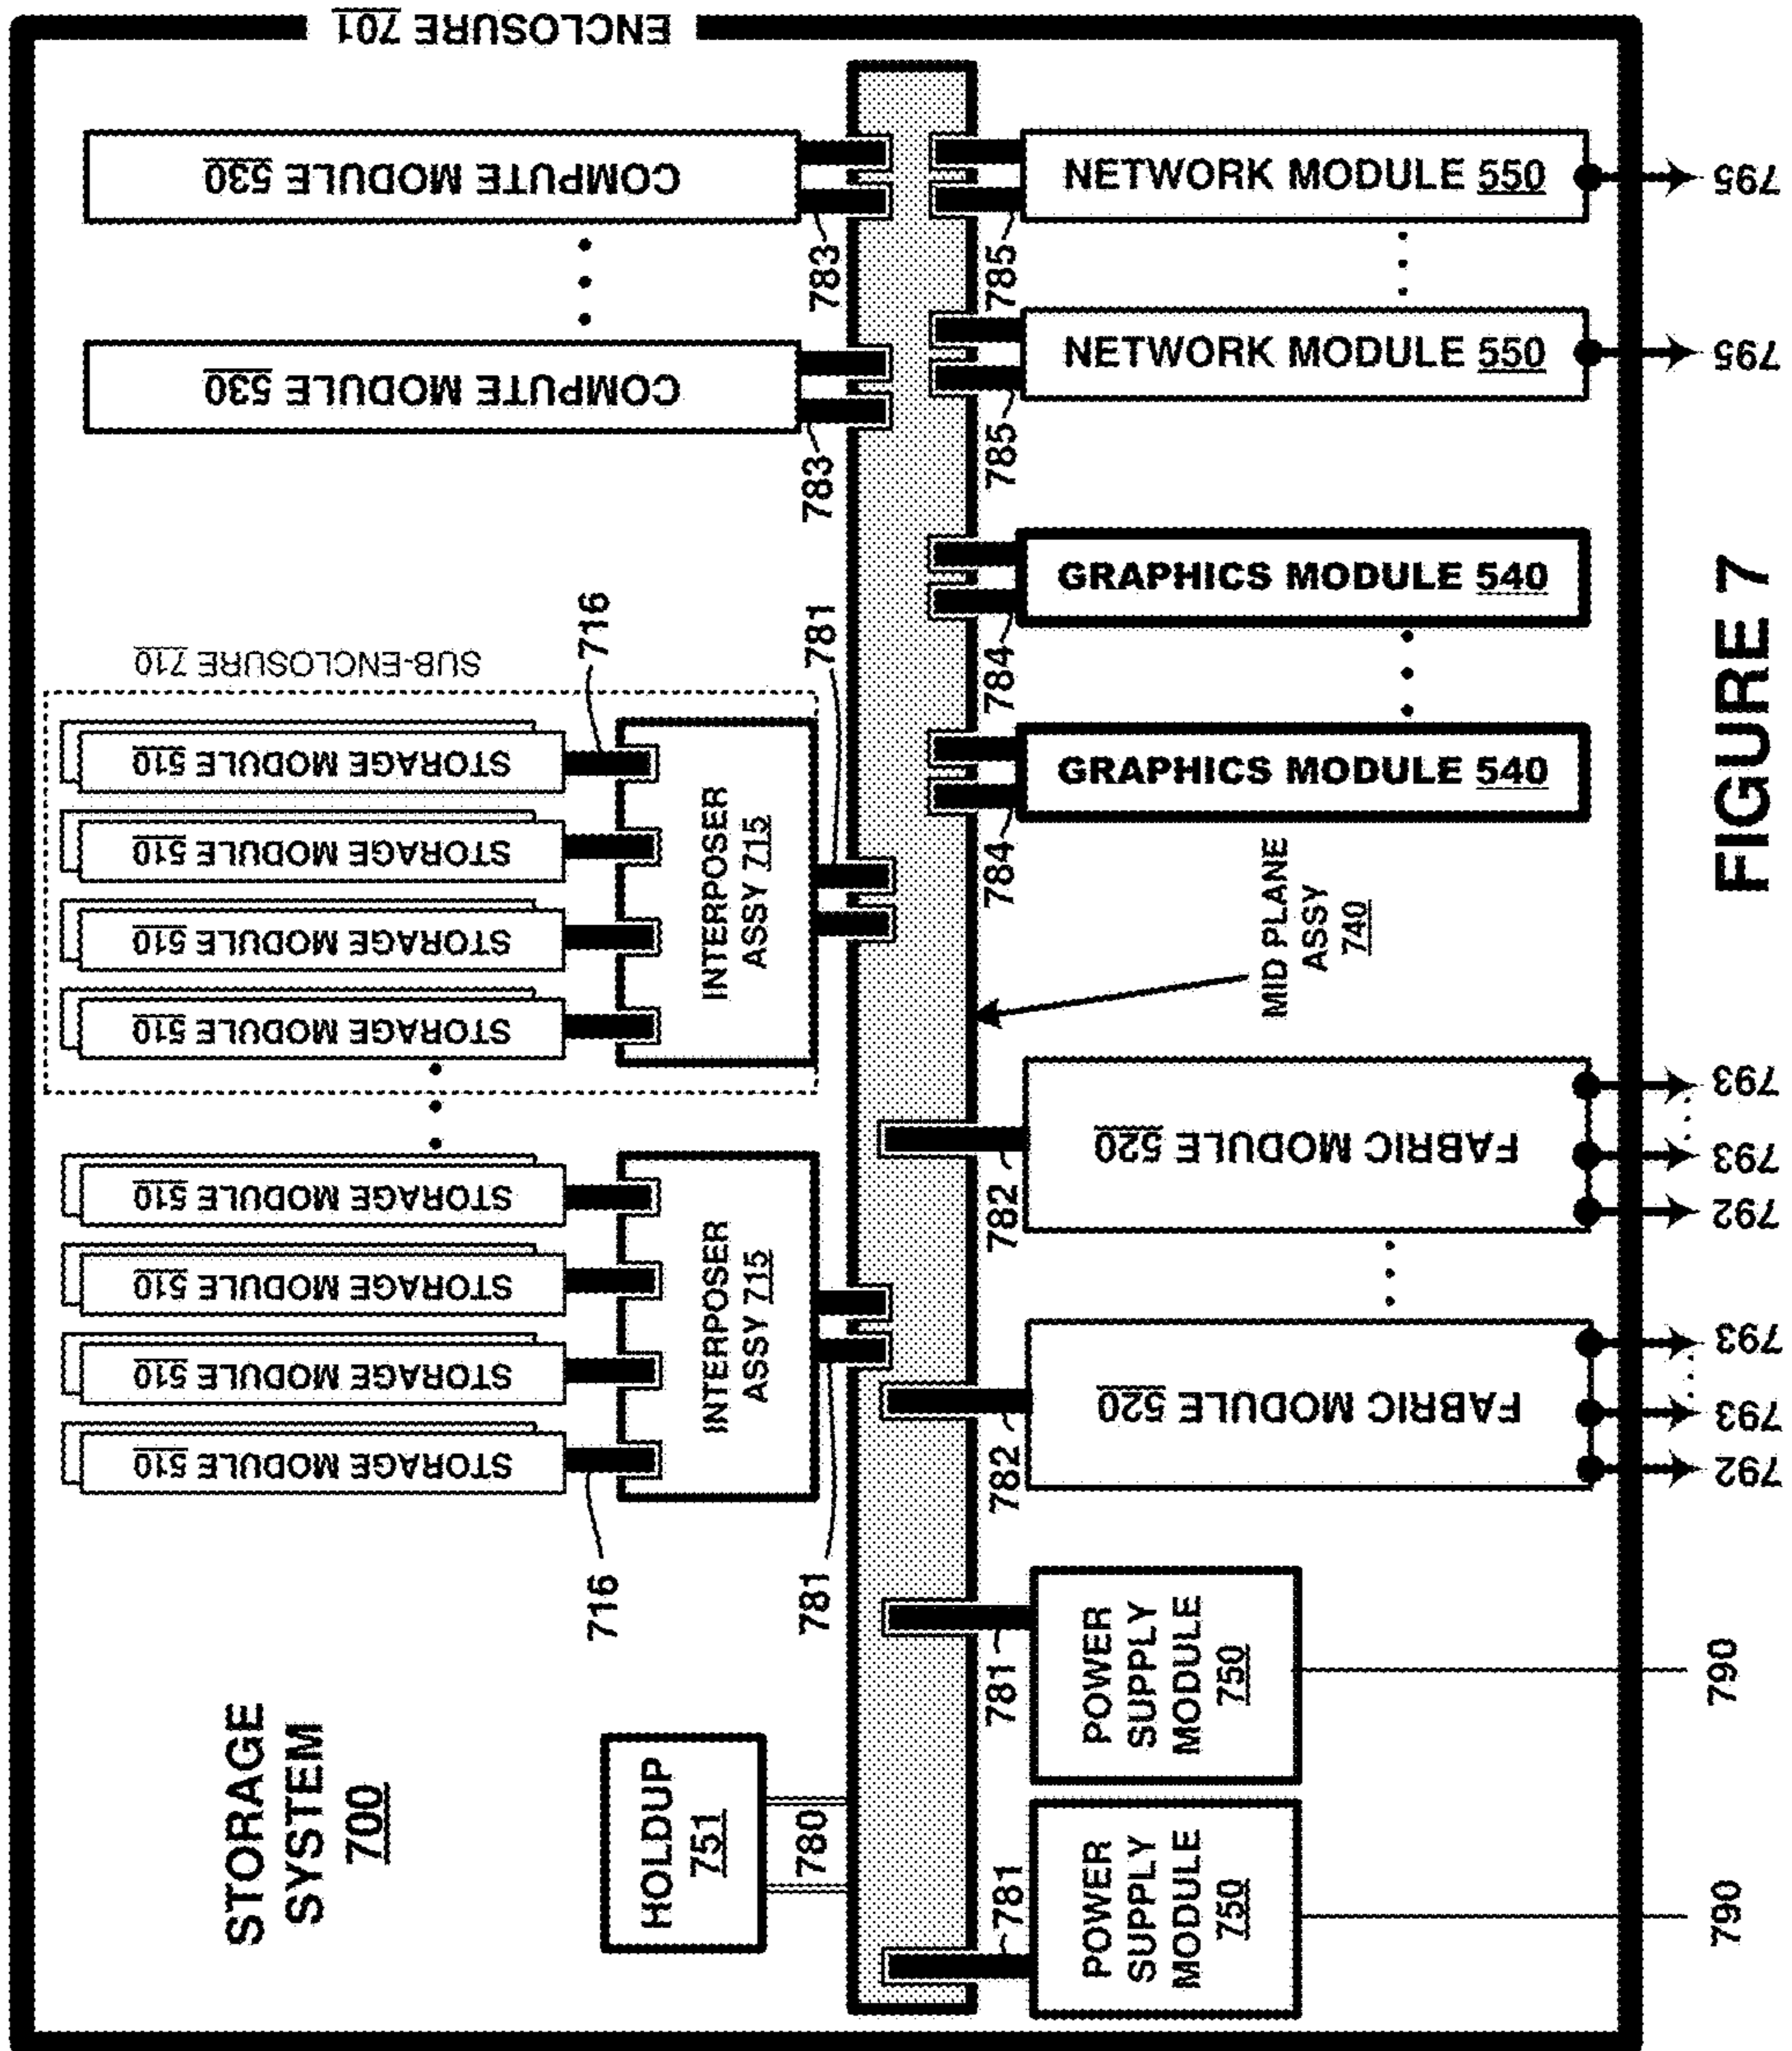 ENCLOSURE 701
COMPUTE MODULE 530
783
COMPUTE MODULE 530
783
SUB-ENCLOSURE 710
STORAGE MODULE 510
STORAGE MODULE 510
STORAGE MODULE 510
STORAGE MODULE 510
716
INTERPOSER
ASSY 715
781
STORAGE MODULE 510
STORAGE MODULE 510
STORAGE MODULE 510
STORAGE MODULE 510
716
INTERPOSER
ASSY 715
781
STORAGE
SYSTEM
700
HOLDUP
751
780
NETWORK MODULE 550
785
795
NETWORK MODULE 550
785
795
GRAPHICS MODULE 540
784
GRAPHICS MODULE 540
784
MID PLANE
ASSY
740
FABRIC MODULE 520
782
793
793
792
FABRIC MODULE 520
782
793
793
792
POWER
SUPPLY
MODULE
750
781
790
POWER
SUPPLY
MODULE
750
781
790
FIGURE 7